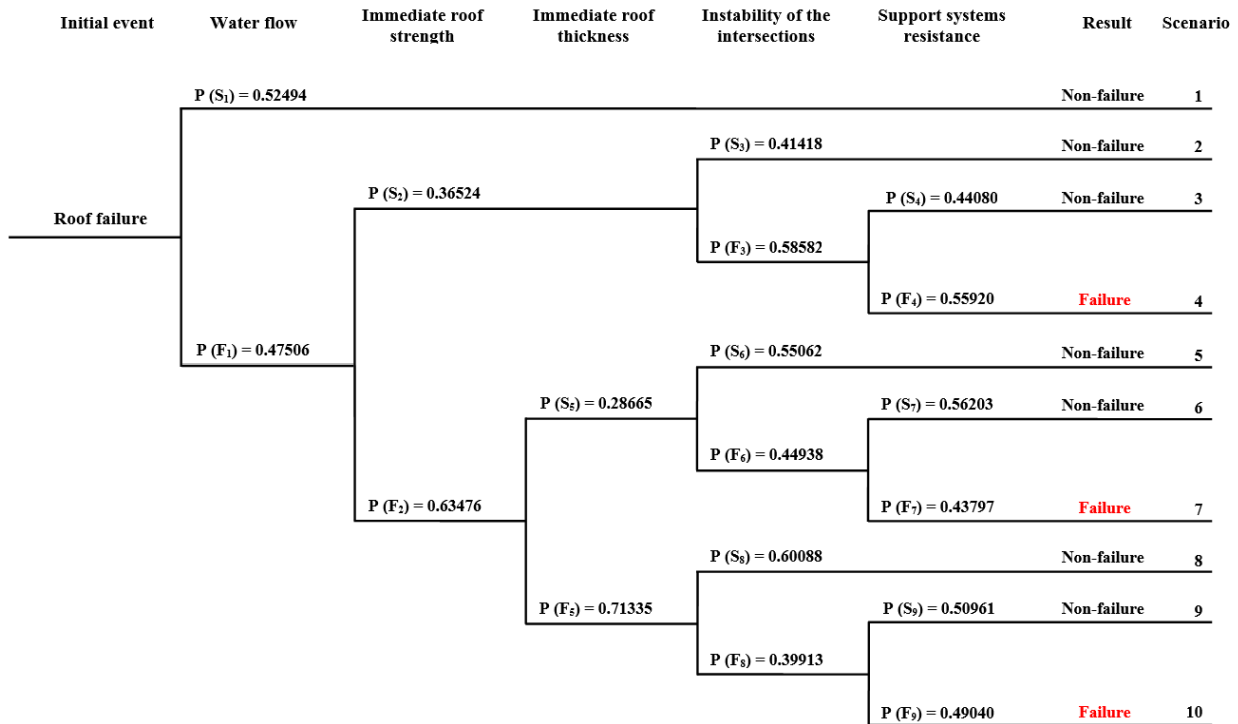 Initial event
Water flow
Immediate roof
strength
Immediate roof
thickness
Instability of the
intersections
Support systems
resistance
Result
Scenario
P (S₁) = 0.52494
Non-failure
1
P (S₃) = 0.41418
Non-failure
2
P (S₂) = 0.36524
P (S₄) = 0.44080
Non-failure
3
Roof failure
P (F₃) = 0.58582
P (F₄) = 0.55920
Failure
4
P (F₁) = 0.47506
P (S₆) = 0.55062
Non-failure
5
P (S₅) = 0.28665
P (S₇) = 0.56203
Non-failure
6
P (F₆) = 0.44938
P (F₂) = 0.63476
P (F₇) = 0.43797
Failure
7
P (S₈) = 0.60088
Non-failure
8
P (F₅) = 0.71335
P (S₉) = 0.50961
Non-failure
9
P (F₈) = 0.39913
P (F₉) = 0.49040
Failure
10